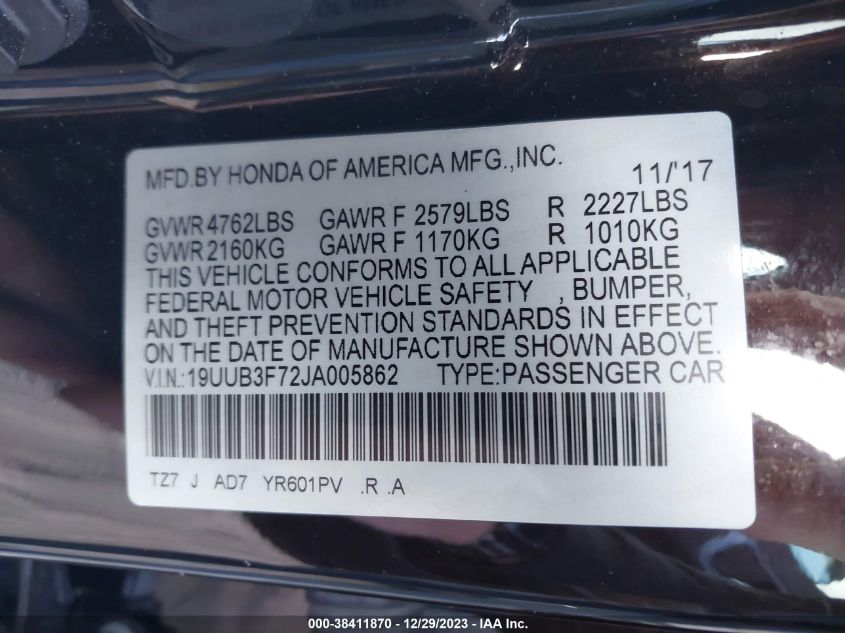 MFD.BY HONDA OF AMERICA MFG.,INC. 11/'17
GVWR 4762LBS GAWR F 2579LBS R 2227LBS
GVWR 2160KG GAWR F 1170KG R 1010KG
THIS VEHICLE CONFORMS TO ALL APPLICABLE
FEDERAL MOTOR VEHICLE SAFETY , BUMPER,
AND THEFT PREVENTION STANDARDS IN EFFECT
ON THE DATE OF MANUFACTURE SHOWN ABOVE.
V.I.N.:19UUB3F72JA005862 TYPE:PASSENGER CAR
TZ7 J AD7 YR601PV .R .A
000-38411870 - 12/29/2023 - IAAI.com